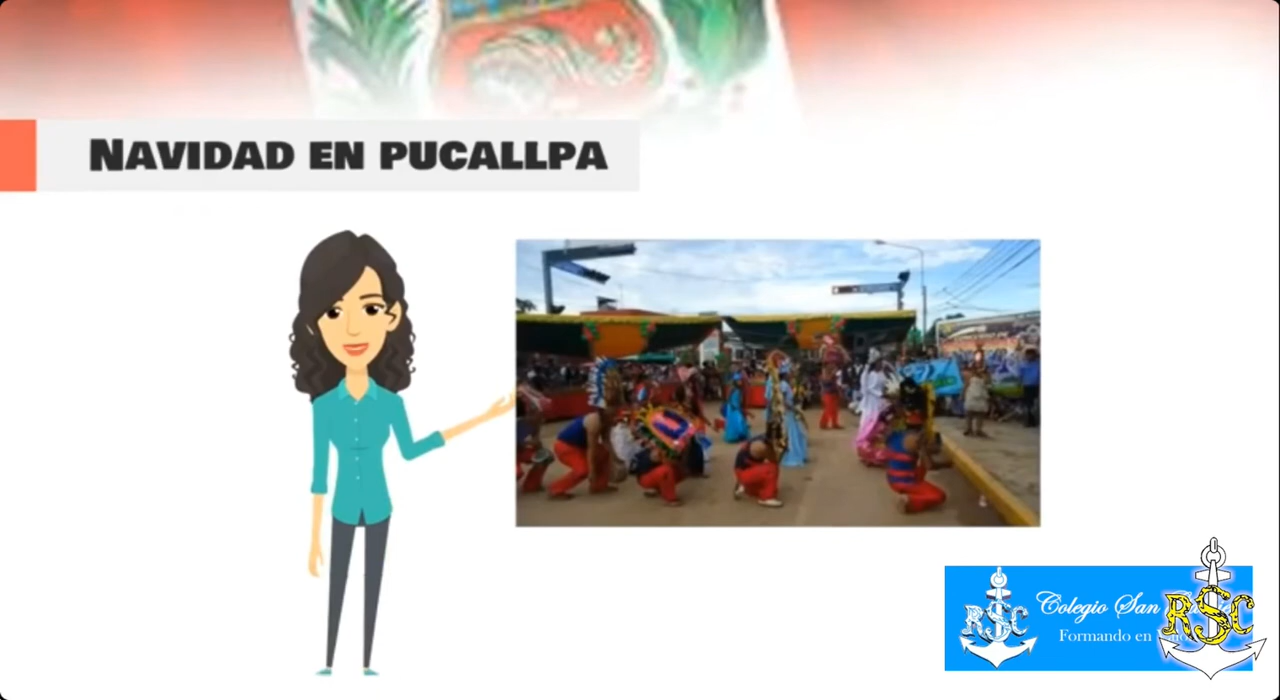 NAVIDAD EN PUCALLPA
Colegio San
RSC
RSC
Formando en